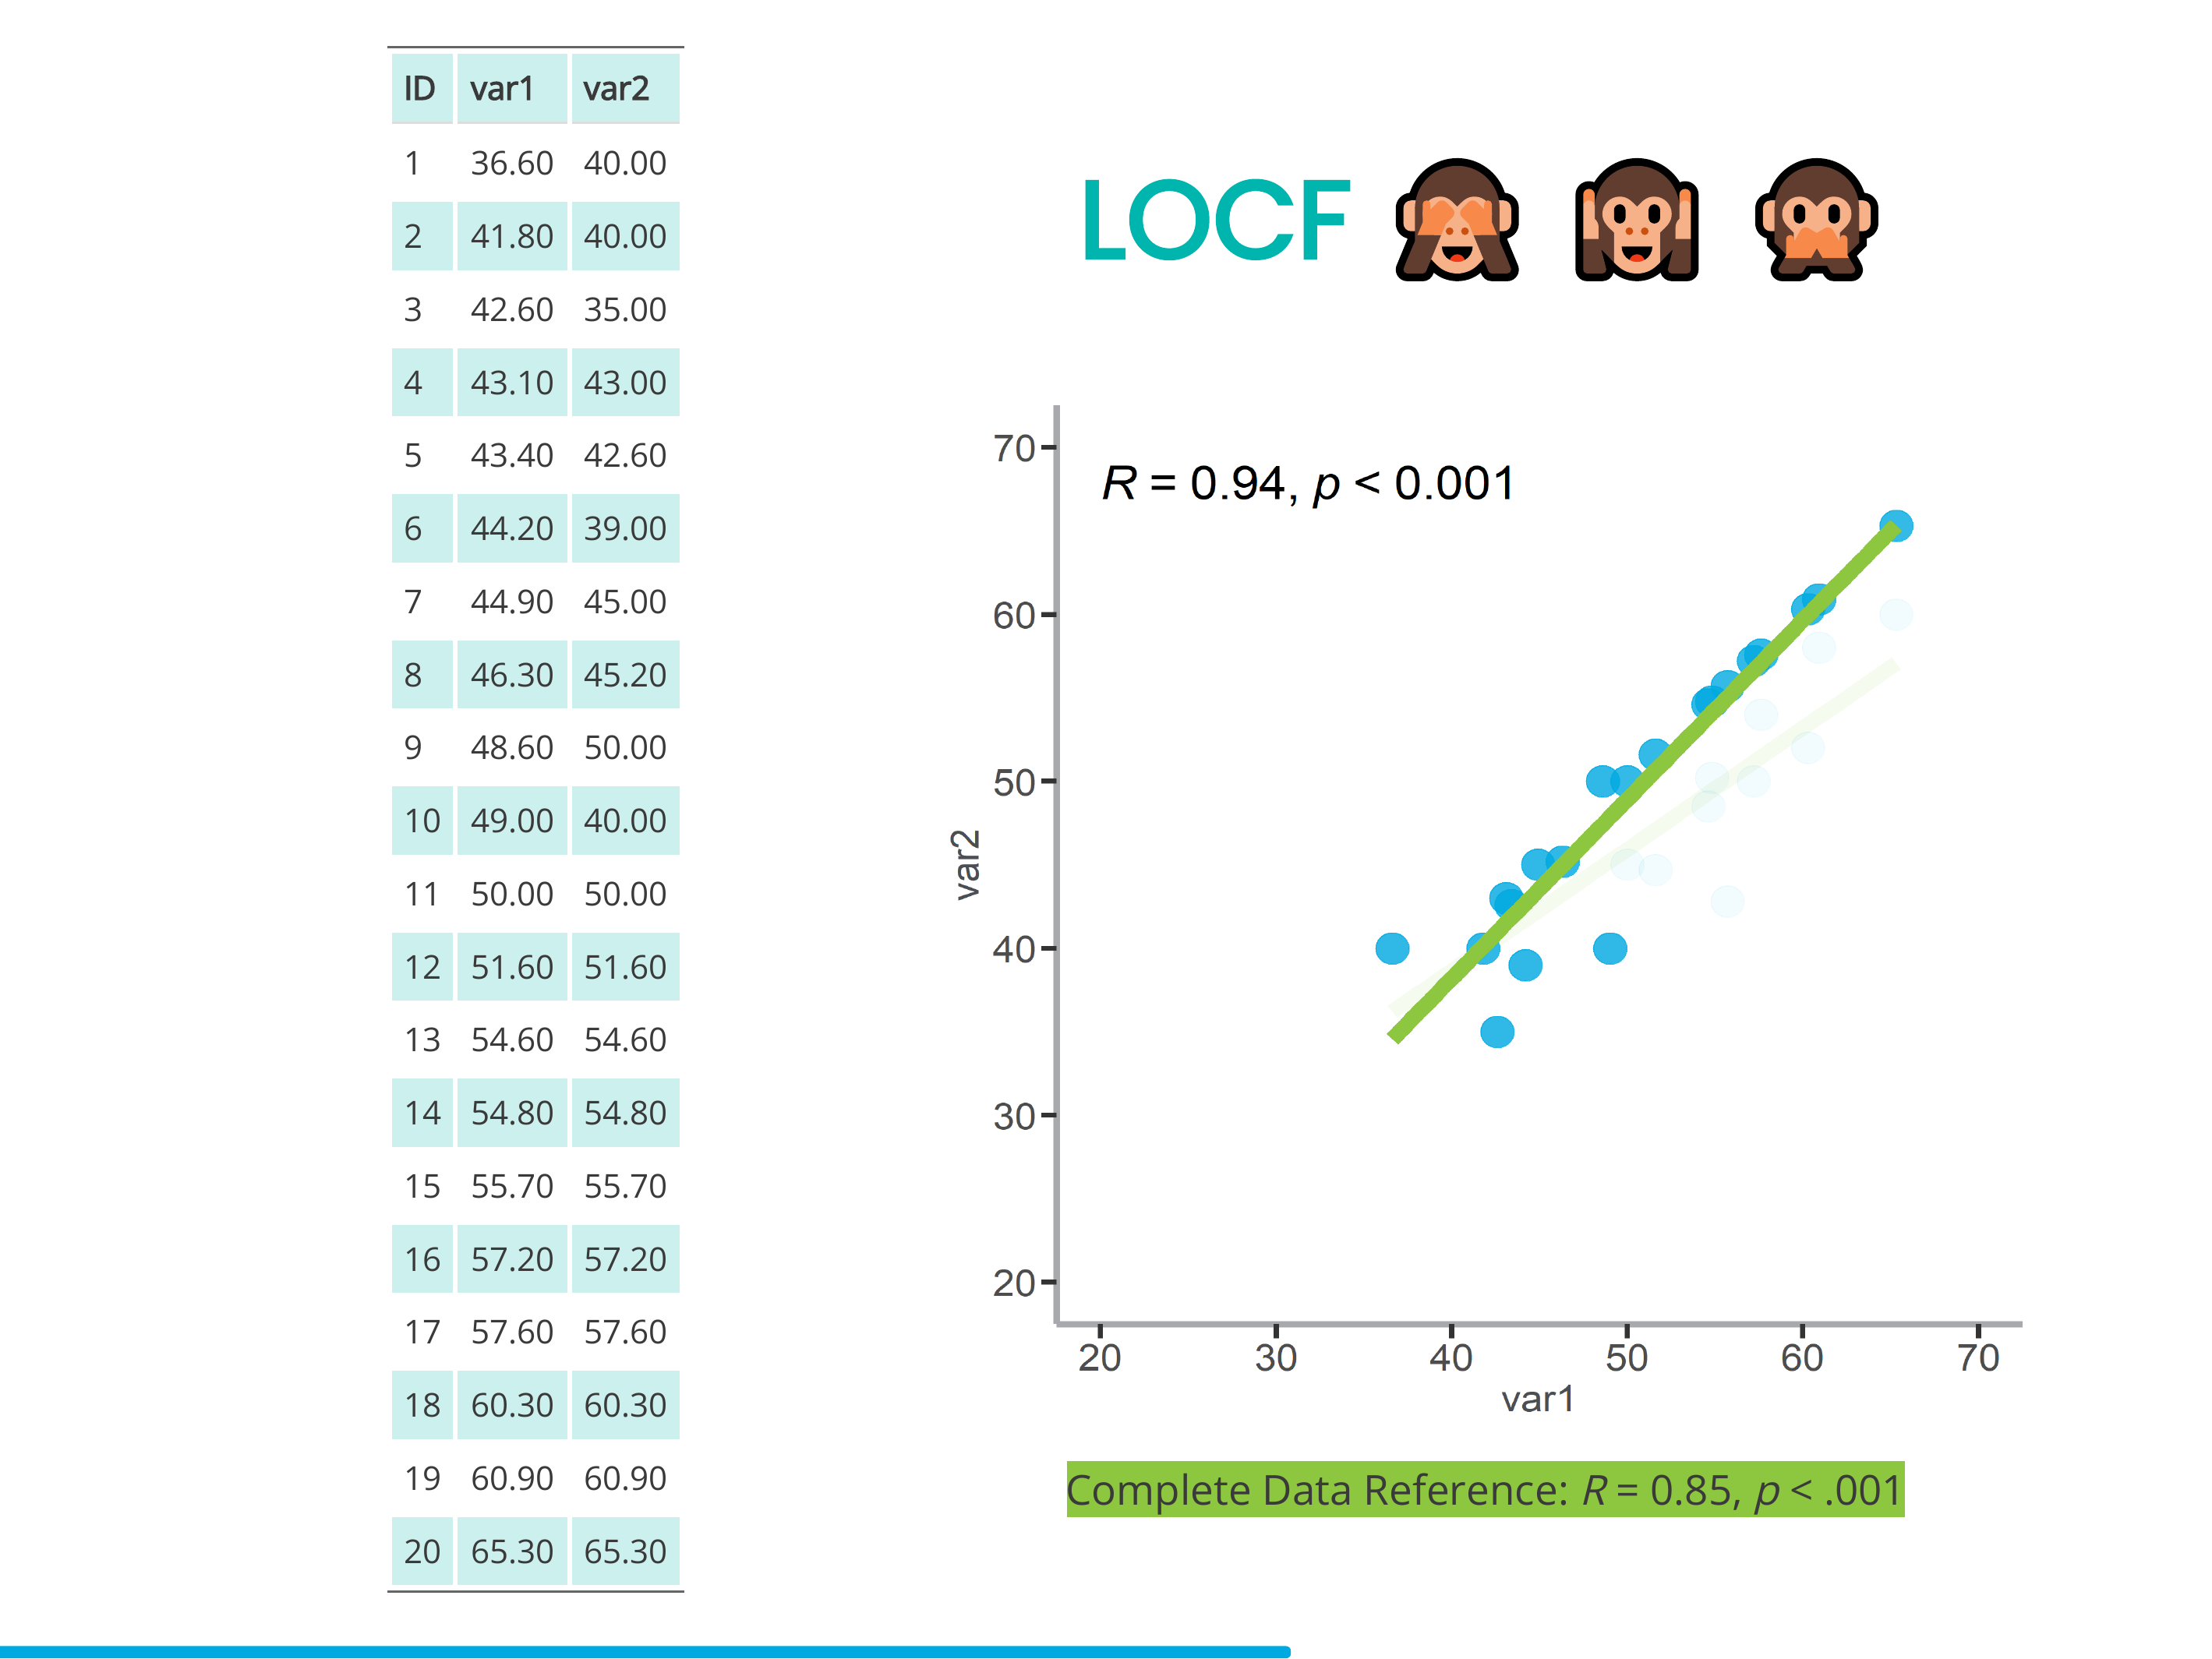 ID var1 var2
1 36.60 40.00
2 41.80 40.00
3 42.60 35.00
4 43.10 43.00
5 43.40 42.60
6 44.20 39.00
7 44.90 45.00
8 46.30 45.20
9 48.60 50.00
10 49.00 40.00
11 50.00 50.00
12 51.60 51.60
13 54.60 54.60
14 54.80 54.80
15 55.70 55.70
16 57.20 57.20
17 57.60 57.60
18 60.30 60.30
19 60.90 60.90
20 65.30 65.30
LOCF
R = 0.94, p < 0.001
70
60
50
40
30
20
var2
20 30 40 50 60 70
var1
Complete Data Reference: R = 0.85, p < .001